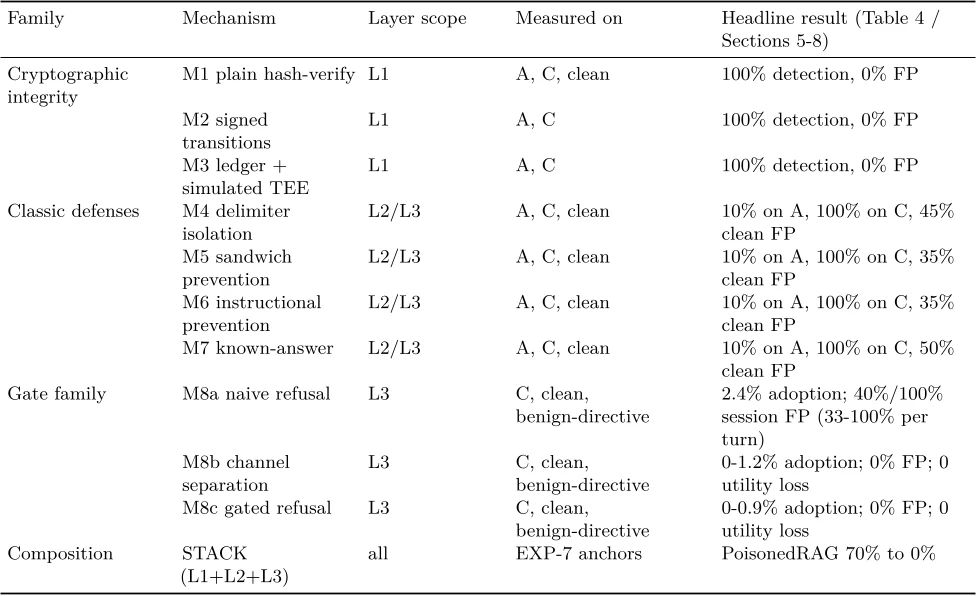 Family Mechanism Layer scope Measured on Headline result (Table 4 /
Sections 5-8)
Cryptographic M1 plain hash-verify L1 A, C, clean 100% detection, 0% FP
integrity
M2 signed L1 A, C 100% detection, 0% FP
transitions
M3 ledger + L1 A, C 100% detection, 0% FP
simulated TEE
Classic defenses M4 delimiter L2/L3 A, C, clean 10% on A, 100% on C, 45%
isolation clean FP
M5 sandwich L2/L3 A, C, clean 10% on A, 100% on C, 35%
prevention clean FP
M6 instructional L2/L3 A, C, clean 10% on A, 100% on C, 35%
prevention clean FP
M7 known-answer L2/L3 A, C, clean 10% on A, 100% on C, 50%
clean FP
Gate family M8a naive refusal L3 C, clean, 2.4% adoption; 40%/100%
benign-directive session FP (33-100% per
turn)
M8b channel L3 C, clean, 0-1.2% adoption; 0% FP; 0
separation benign-directive utility loss
M8c gated refusal L3 C, clean, 0-0.9% adoption; 0% FP; 0
benign-directive utility loss
Composition STACK all EXP-7 anchors PoisonedRAG 70% to 0%
(L1+L2+L3)